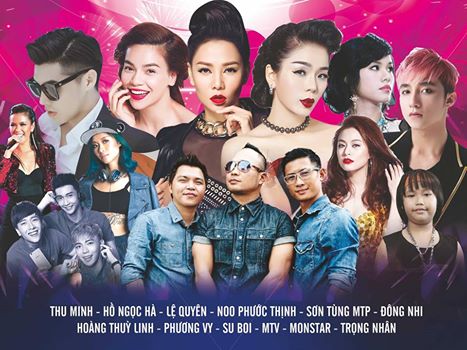 THU MINH - HỒ NGỌC HÀ - LỆ QUYÊN - NOO PHƯỚC THỊNH - SƠN TÙNG MTP - ĐÔNG NHI
HOÀNG THUỲ LINH - PHƯƠNG VY - SU BOI - MTV - MONSTAR - TRỌNG NHÂN